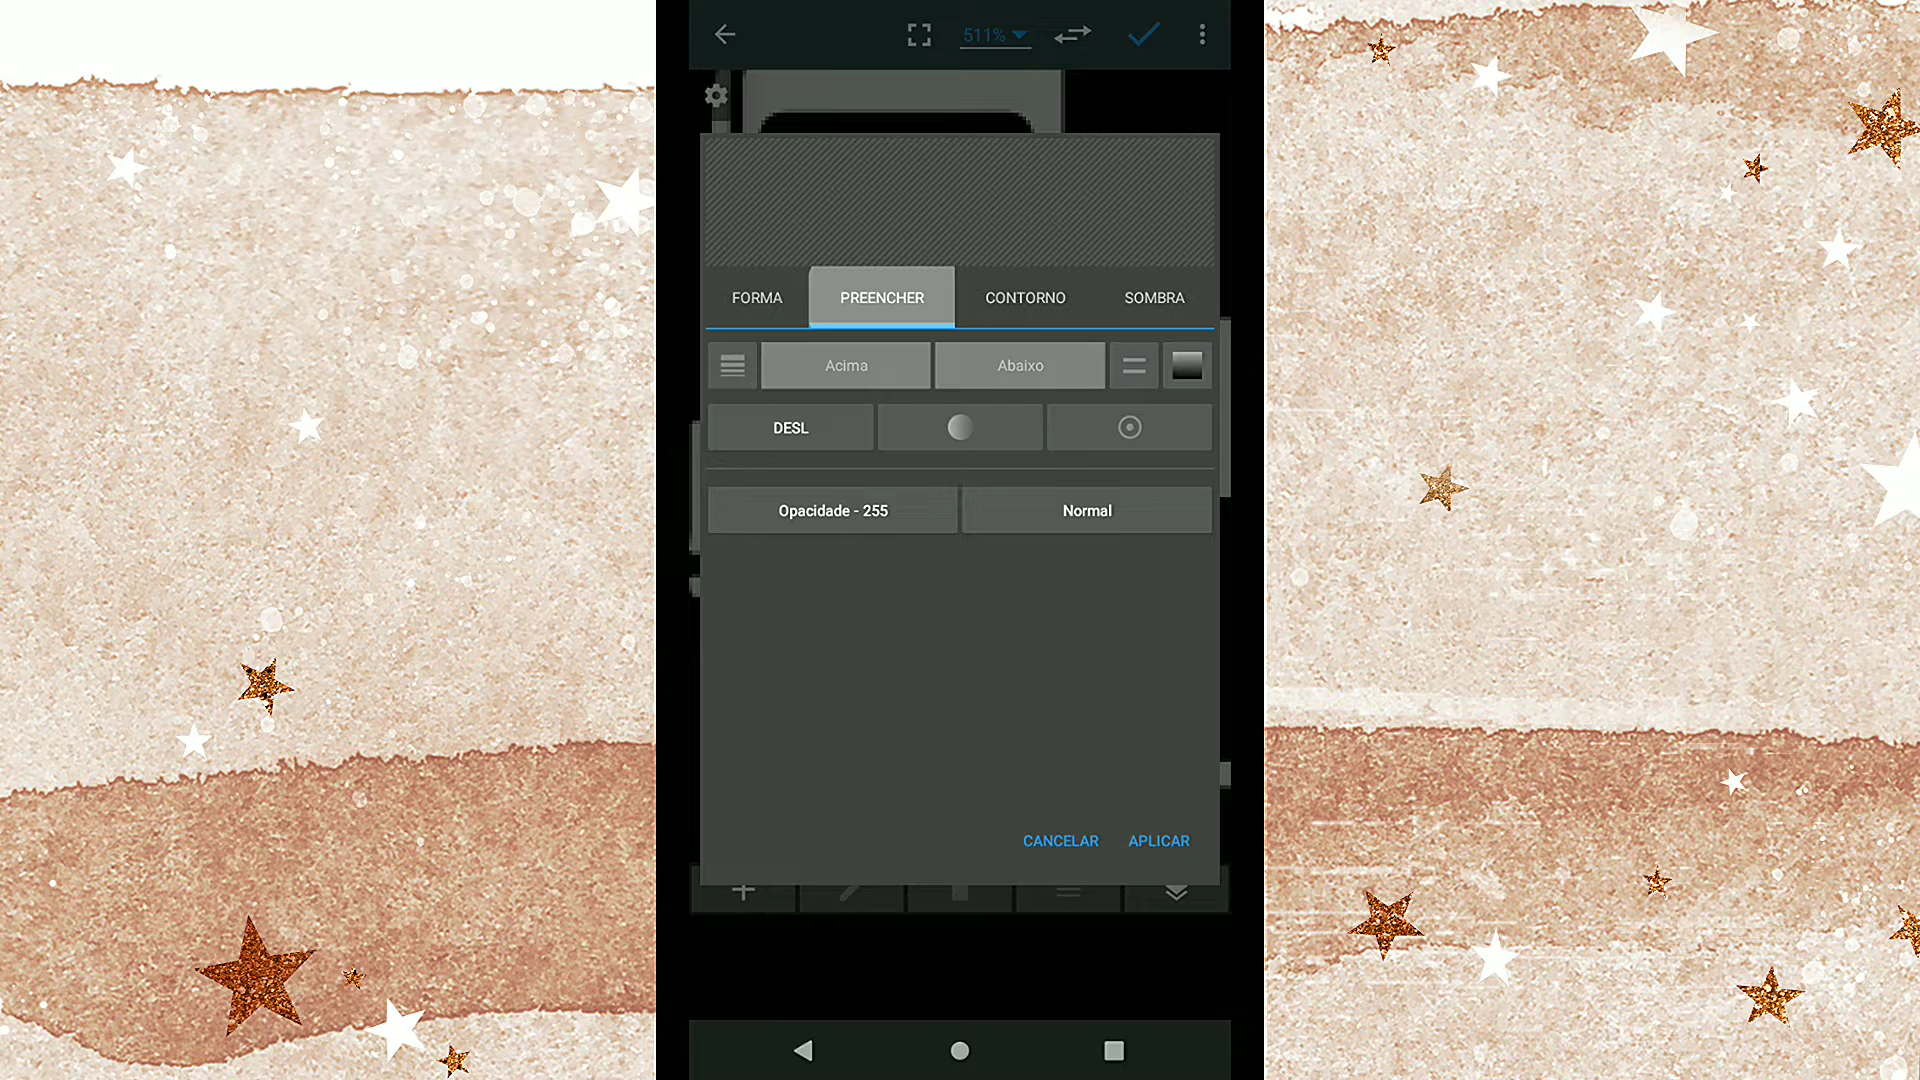 511%
FORMA PREENCHER CONTORNO SOMBRA
Acima Abaixo
DESL
Opacidade - 255 Normal
CANCELAR APLICAR